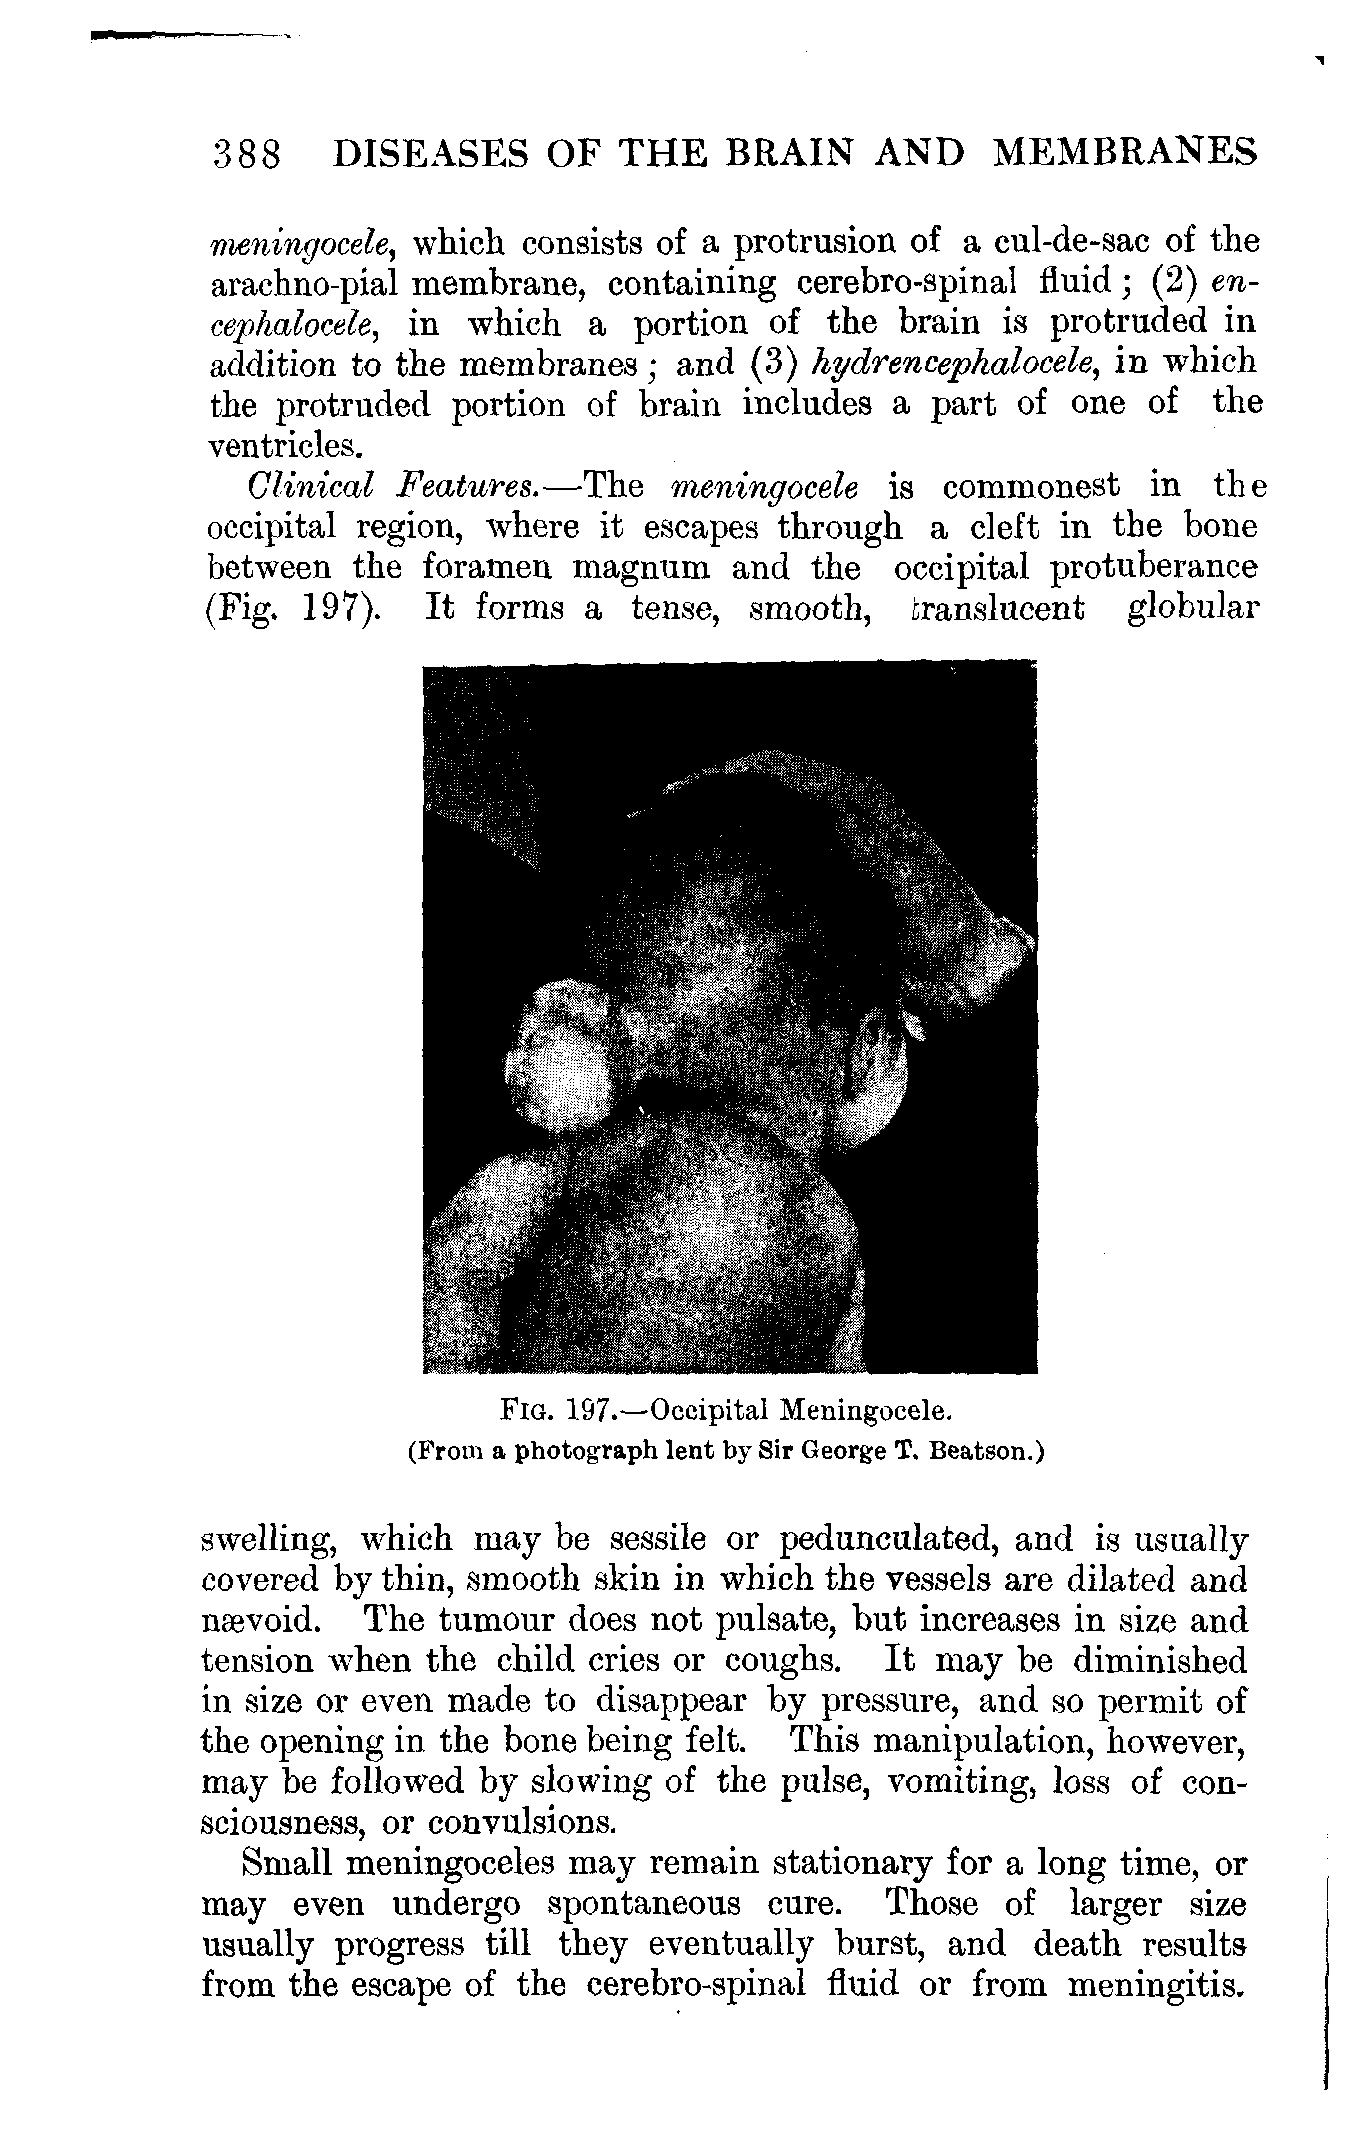 388 DISEASES OF THE BRAIN AND MEMBRANES
meningocele, which consists of a protrusion of a cul-de-sac of the
arachno-pial membrane, containing cerebro-spinal fluid; (2) en-
cephalocele, in which a portion of the brain is protruded in
addition to the membranes; and (3) hydrencephalocele, in which
the protruded portion of brain includes a part of one of the
ventricles.
Clinical Features.—The meningocele is commonest in the
occipital region, where it escapes through a cleft in the bone
between the foramen magnum and the occipital protuberance
(Fig. 197). It forms a tense, smooth, translucent globular
FIG. 197.—Occipital Meningocele.
(From a photograph lent by Sir George T. Beatson.)
swelling, which may be sessile or pedunculated, and is usually
covered by thin, smooth skin in which the vessels are dilated and
nævoid. The tumour does not pulsate, but increases in size and
tension when the child cries or coughs. It may be diminished
in size or even made to disappear by pressure, and so permit of
the opening in the bone being felt. This manipulation, however,
may be followed by slowing of the pulse, vomiting, loss of con-
sciousness, or convulsions.
Small meningoceles may remain stationary for a long time, or
may even undergo spontaneous cure. Those of larger size
usually progress till they eventually burst, and death results
from the escape of the cerebro-spinal fluid or from meningitis.